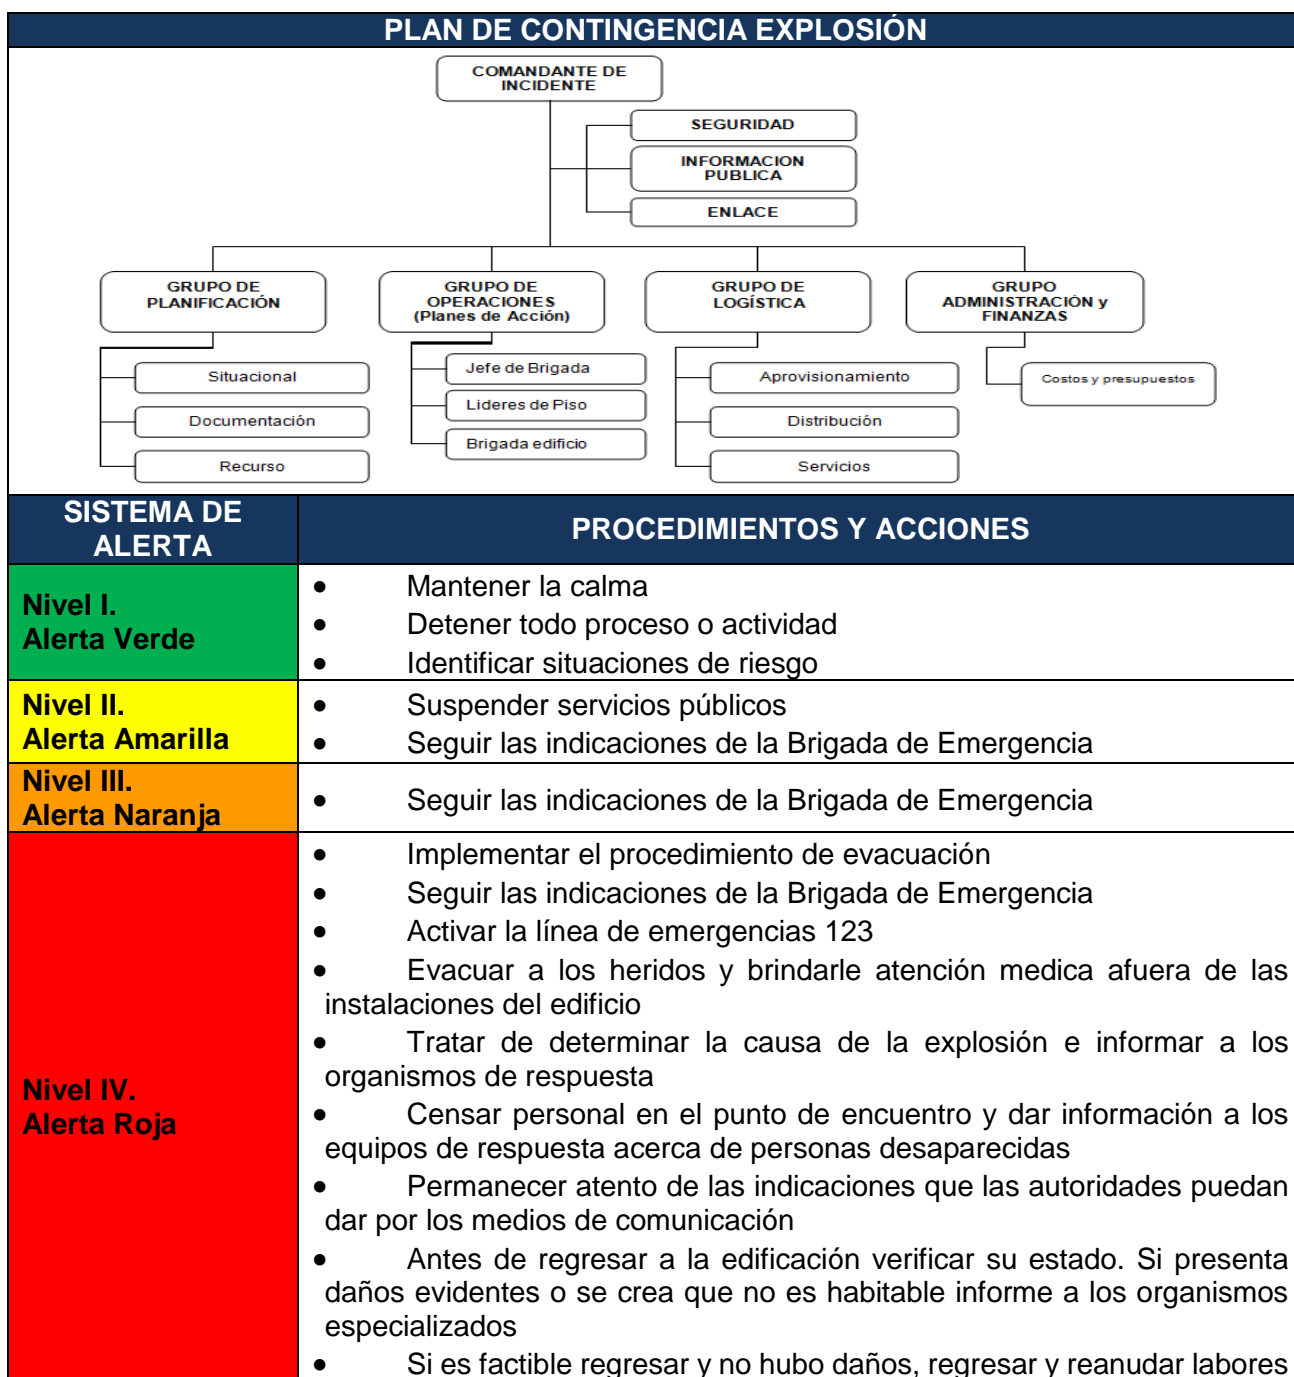 PLAN DE CONTINGENCIA EXPLOSIÓN
COMANDANTE DE
INCIDENTE
SEGURIDAD
INFORMACION
PUBLICA
ENLACE
GRUPO DE
PLANIFICACIÓN
GRUPO DE
OPERACIONES
(Planes de Acción)
GRUPO DE
LOGÍSTICA
GRUPO
ADMINISTRACIÓN y
FINANZAS
Situacional
Documentación
Recurso
Jefe de Brigada
Lideres de Piso
Brigada edificio
Aprovisionamiento
Distribución
Servicios
Costos y presupuestos
SISTEMA DE
ALERTA
PROCEDIMIENTOS Y ACCIONES
Nivel I.
Alerta Verde
• Mantener la calma
• Detener todo proceso o actividad
• Identificar situaciones de riesgo
Nivel II.
Alerta Amarilla
• Suspender servicios públicos
• Seguir las indicaciones de la Brigada de Emergencia
Nivel III.
Alerta Naranja
• Seguir las indicaciones de la Brigada de Emergencia
Nivel IV.
Alerta Roja
• Implementar el procedimiento de evacuación
• Seguir las indicaciones de la Brigada de Emergencia
• Activar la línea de emergencias 123
• Evacuar a los heridos y brindarle atención medica afuera de las
instalaciones del edificio
• Tratar de determinar la causa de la explosión e informar a los
organismos de respuesta
• Censar personal en el punto de encuentro y dar información a los
equipos de respuesta acerca de personas desaparecidas
• Permanecer atento de las indicaciones que las autoridades puedan
dar por los medios de comunicación
• Antes de regresar a la edificación verificar su estado. Si presenta
daños evidentes o se crea que no es habitable informe a los organismos
especializados
• Si es factible regresar y no hubo daños, regresar y reanudar labores